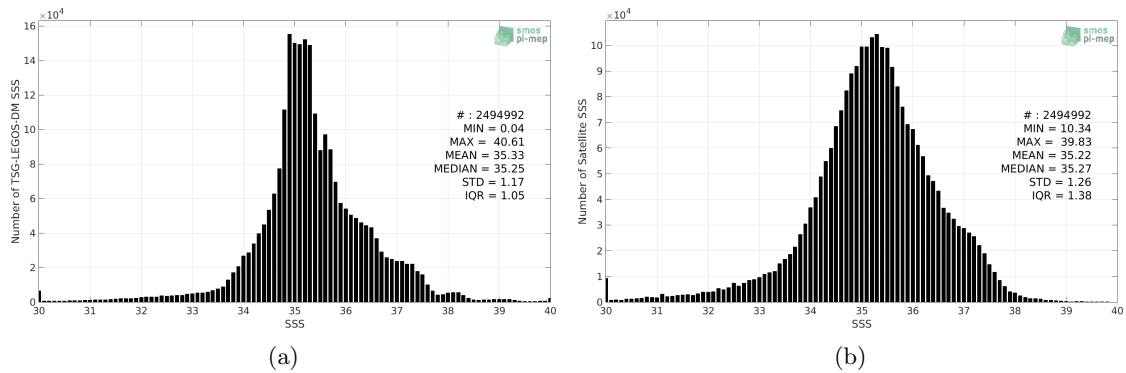 ×10⁴
16
14
12
10
8
6
4
2
0
Number of TSG-LEGOS-DM SSS
30 31 32 33 34 35 36 37 38 39 40
SSS
smos
pi-mep
# : 2494992
MIN = 0.04
MAX = 40.61
MEAN = 35.33
MEDIAN = 35.25
STD = 1.17
IQR = 1.05
(a)
×10⁴
10
9
8
7
6
5
4
3
2
1
0
Number of Satellite SSS
30 31 32 33 34 35 36 37 38 39 40
SSS
smos
pi-mep
# : 2494992
MIN = 10.34
MAX = 39.83
MEAN = 35.22
MEDIAN = 35.27
STD = 1.26
IQR = 1.38
(b)